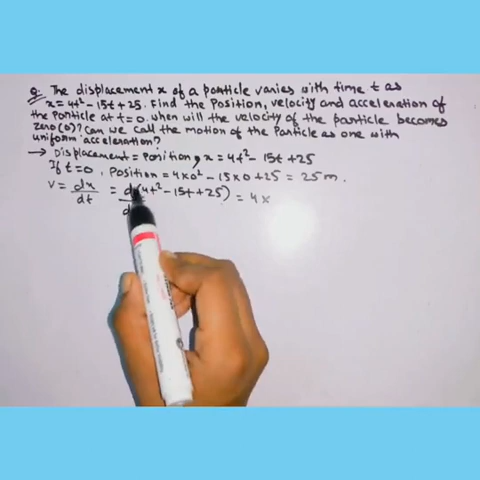 Q. The displacement x of a particle varies with time t as
x = 4t² - 15t + 25. Find the position, velocity and acceleration of
the particle at t = 0. When will the velocity of the particle becomes
zero (0)? Can we call the motion of the particle as one with
uniform acceleration?
→ Displacement = Position, x = 4t² - 15t + 25
If t = 0, Position = 4×0² - 15×0 + 25 = 25 m.
V = dx/dt = d/d (4t² - 15t + 25) = 4×